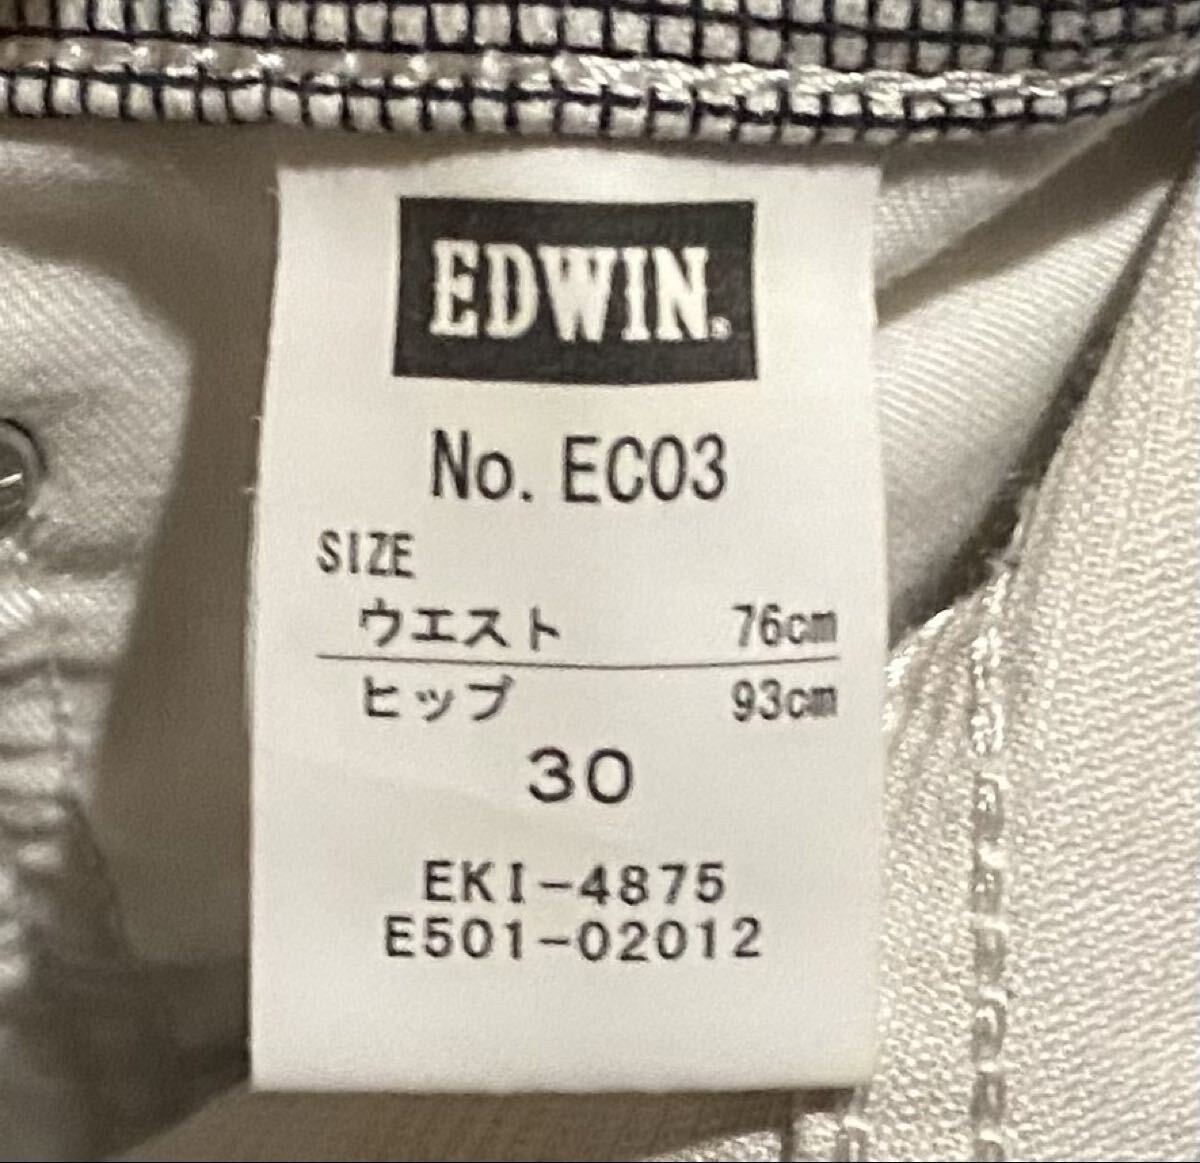 EDWIN.
No. EC03
SIZE
ウエスト 76cm
ヒップ 93cm
30
EKI-4875
E501-02012